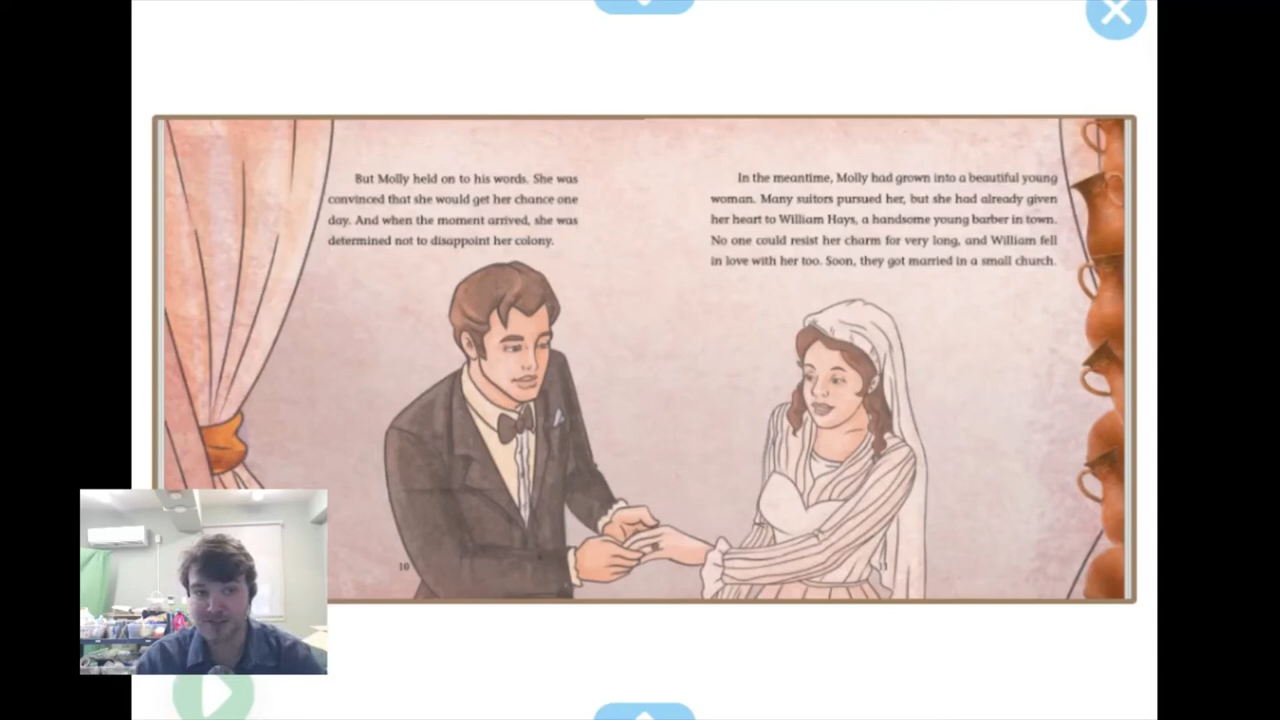 But Molly held on to his words. She was
convinced that she would get her chance one
day. And when the moment arrived, she was
determined not to disappoint her colony.
10
In the meantime, Molly had grown into a beautiful young
woman. Many suitors pursued her, but she had already given
her heart to William Hays, a handsome young barber in town.
No one could resist her charm for very long, and William fell
in love with her too. Soon, they got married in a small church.
11